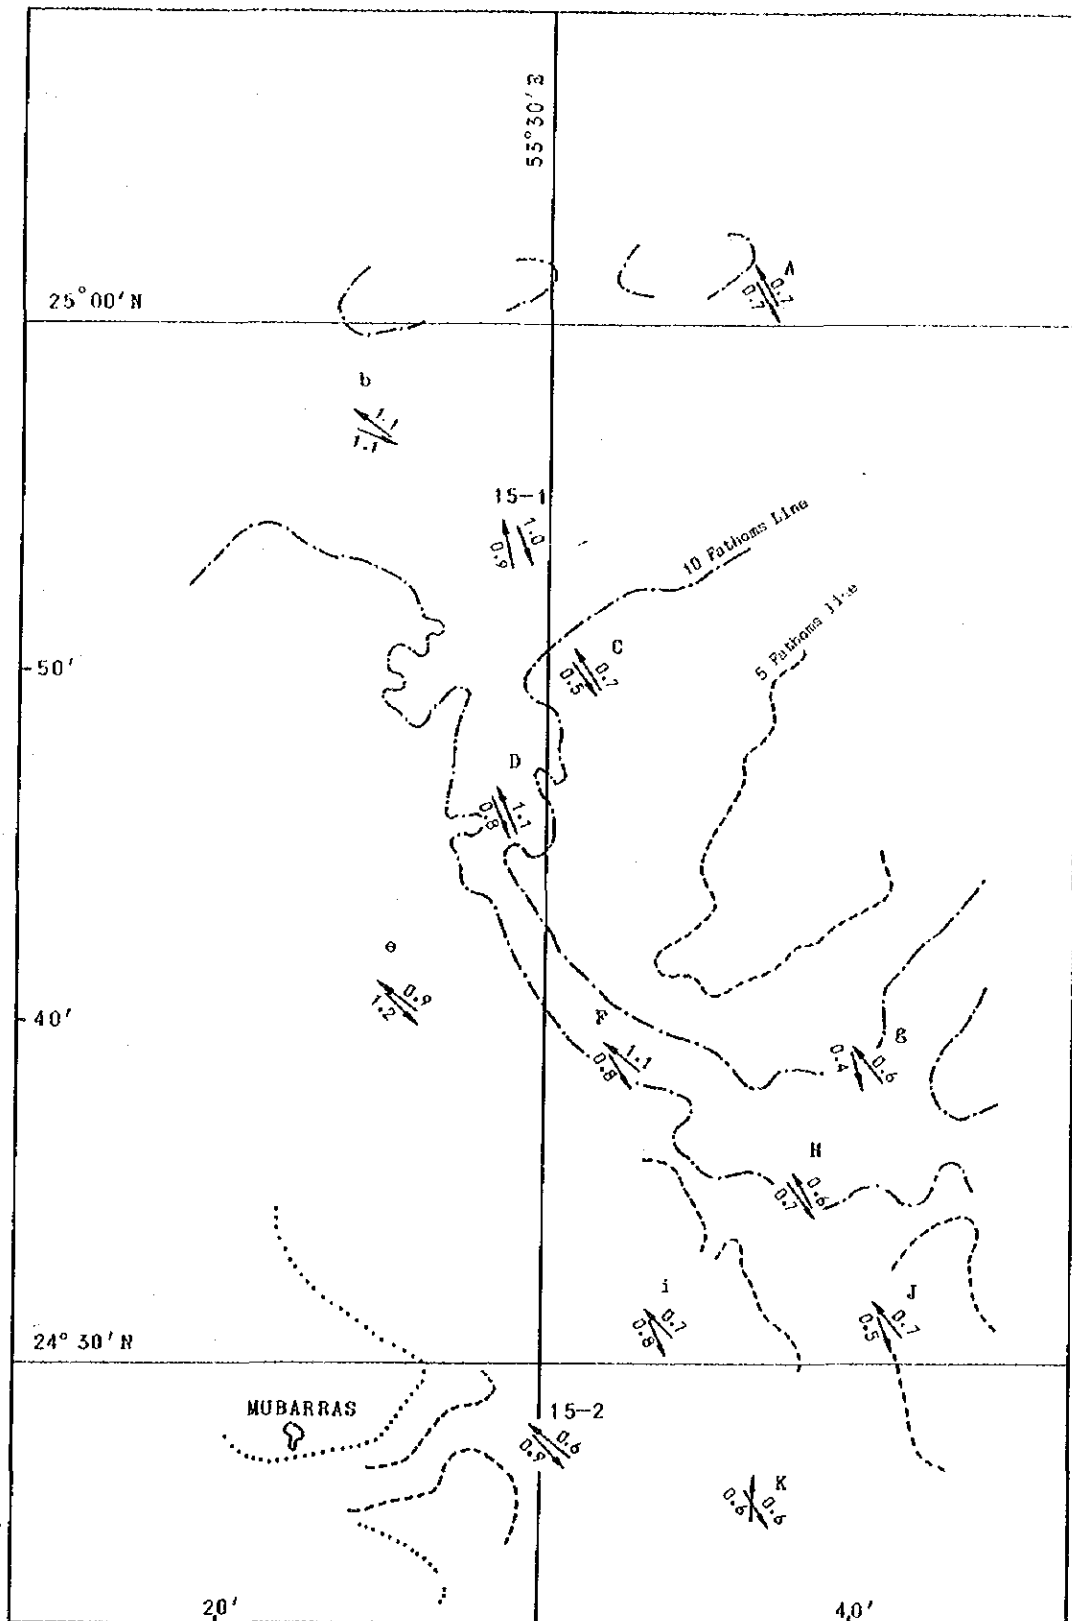 53°30'E
A
0.7
0.7
25°00'N
b
1.1
1.1
15-1
1.0
0.9
10 Fathoms Line
5 Fathoms line
C
50'
0.7
0.5
D
1.1
0.8
e
0.9
1.2
40'
F
1.1
0.8
g
0.4
0.6
H
0.6
0.7
i
0.7
0.8
J
0.7
0.5
24°30'N
MUBARRAS
15-2
0.6
0.9
K
0.6
0.6
20'
40'